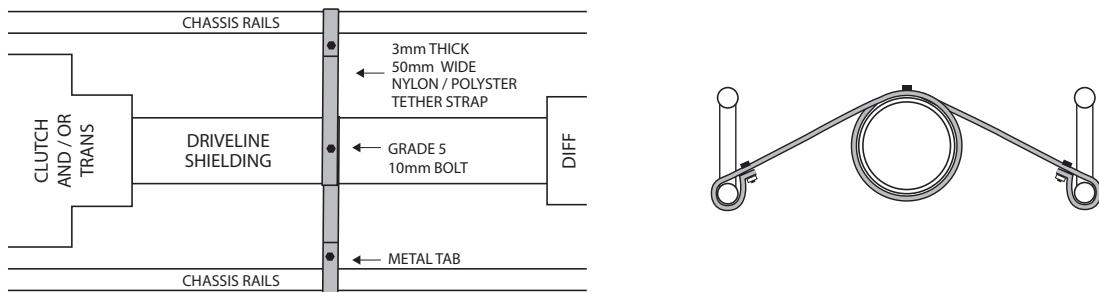 CHASSIS RAILS
3mm THICK
50mm WIDE
NYLON / POLYSTER
TETHER STRAP
CLUTCH
AND / OR
TRANS
DRIVELINE
SHIELDING
GRADE 5
10mm BOLT
DIFF
METAL TAB
CHASSIS RAILS